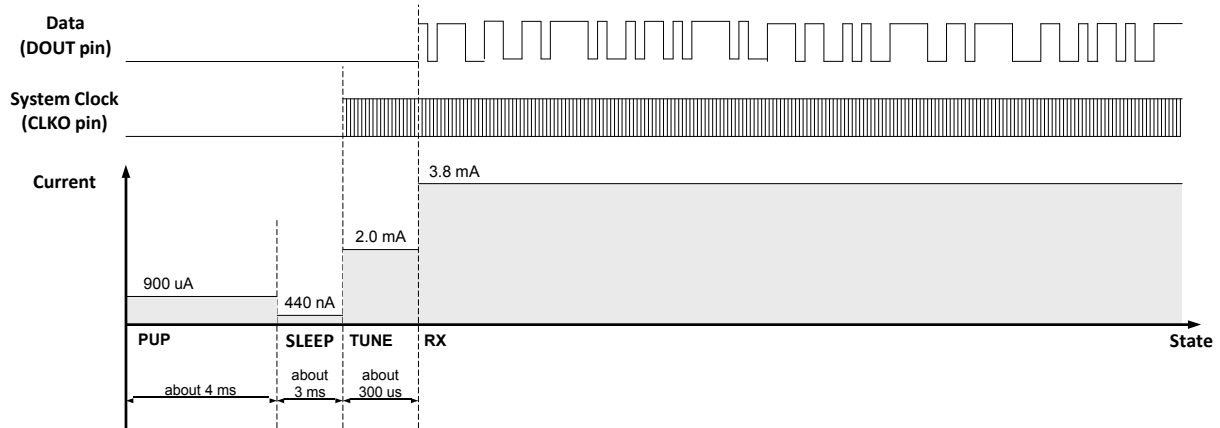 Data
(DOUT pin)
System Clock
(CLKO pin)
Current
3.8 mA
2.0 mA
900 uA
440 nA
PUP
SLEEP
TUNE
RX
State
about 4 ms
about
3 ms
about
300 us